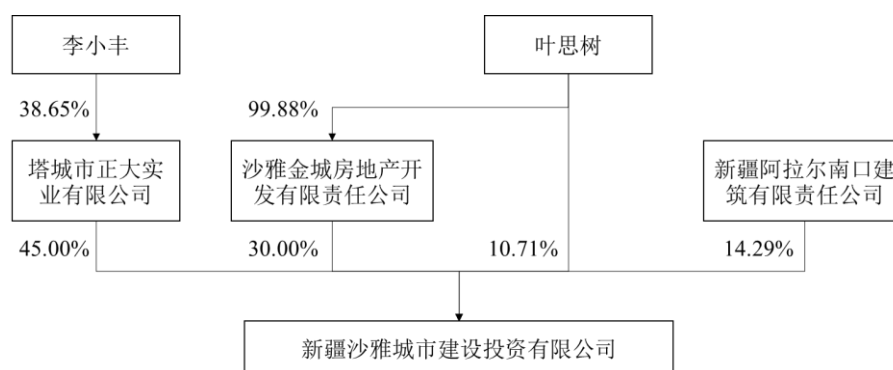 李小丰
叶思树
38.65%
99.88%
塔城市正大实
业有限公司
沙雅金城房地产开
发有限责任公司
新疆阿拉尔南口建
筑有限责任公司
45.00%
30.00%
10.71%
14.29%
新疆沙雅城市建设投资有限公司